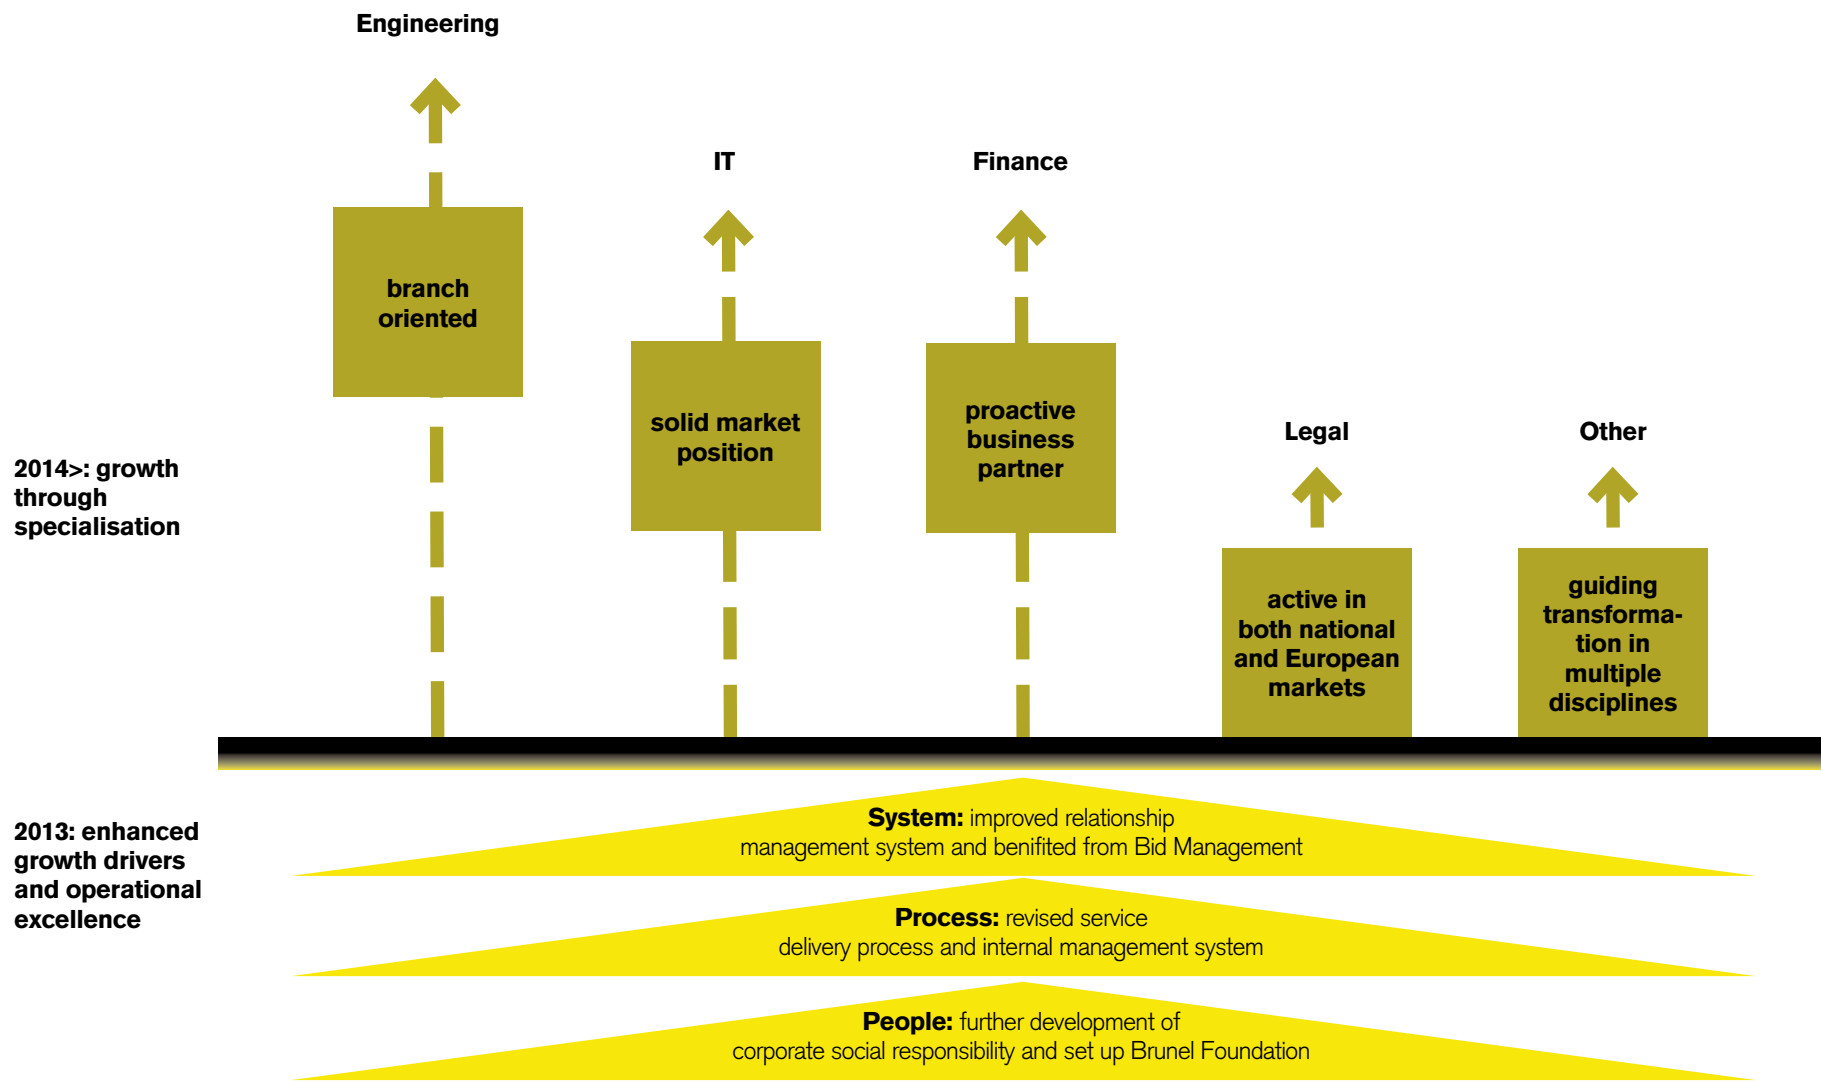 Engineering
IT
Finance
branch
oriented
solid market
position
proactive
business
partner
Legal
Other
2014>: growth
through
specialisation
active in
both national
and European
markets
guiding
transforma-
tion in
multiple
disciplines
2013: enhanced
growth drivers
and operational
excellence
System: improved relationship
management system and benifited from Bid Management
Process: revised service
delivery process and internal management system
People: further development of
corporate social responsibility and set up Brunel Foundation